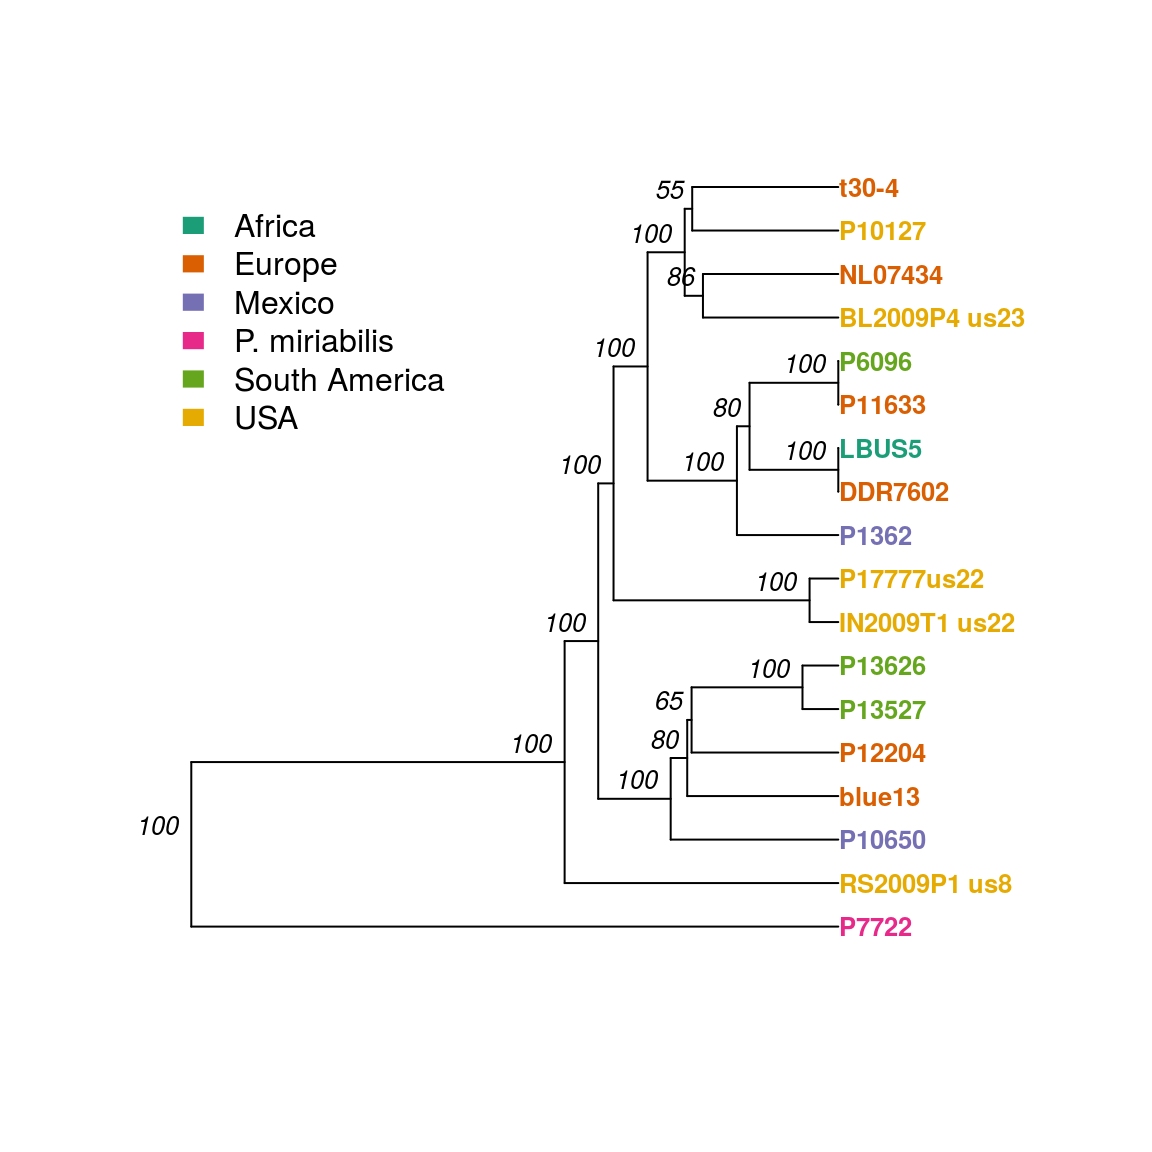 Africa
Europe
Mexico
P. miriabilis
South America
USA
55
t30-4
P10127
100
86
NL07434
BL2009P4 us23
100
100
P6096
P11633
80
100
LBUS5
100
DDR7602
100
P1362
100
P17777us22
IN2009T1 us22
100
100
P13626
65
P13527
80
P12204
100
100
blue13
100
P10650
RS2009P1 us8
P7722